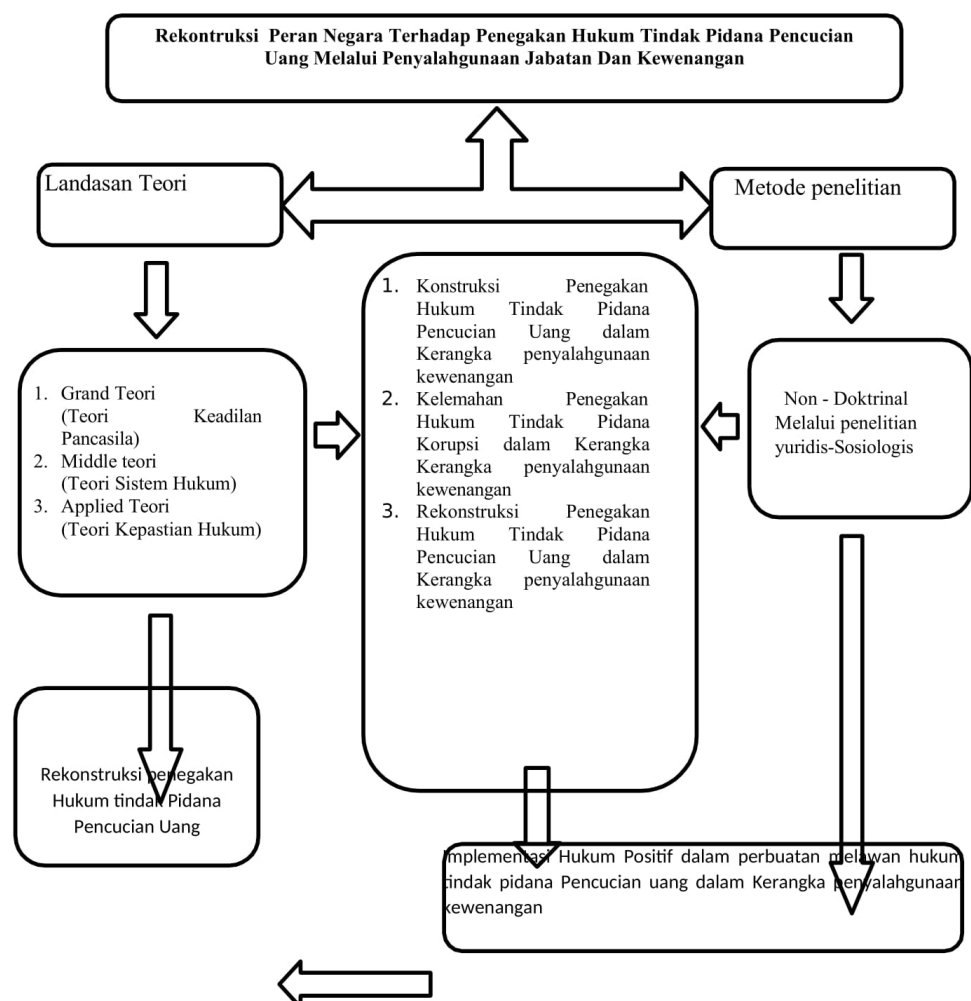 Rekontruksi Peran Negara Terhadap Penegakan Hukum Tindak Pidana Pencucian
Uang Melalui Penyalahgunaan Jabatan Dan Kewenangan
Landasan Teori
Metode penelitian
1. Konstruksi Penegakan
Hukum Tindak Pidana
Pencucian Uang dalam
Kerangka penyalahgunaan
kewenangan
2. Kelemahan Penegakan
Hukum Tindak Pidana
Korupsi dalam Kerangka
Kerangka penyalahgunaan
kewenangan
3. Rekonstruksi Penegakan
Hukum Tindak Pidana
Pencucian Uang dalam
Kerangka penyalahgunaan
kewenangan
1. Grand Teori
(Teori Keadilan
Pancasila)
2. Middle teori
(Teori Sistem Hukum)
3. Applied Teori
(Teori Kepastian Hukum)
Non - Doktrinal
Melalui penelitian
yuridis-Sosiologis
Rekonstruksi penegakan
Hukum tindak Pidana
Pencucian Uang
Implementasi Hukum Positif dalam perbuatan melawan hukum
tindak pidana Pencucian uang dalam Kerangka penyalahgunaan
kewenangan